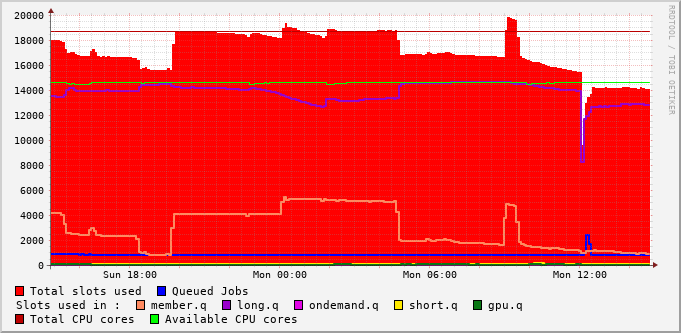 20000
18000
16000
14000
12000
10000
8000
6000
4000
2000
0
Sun 18:00 Mon 00:00 Mon 06:00 Mon 12:00
RRDTOOL / TOBI OETIKER
Total slots used Queued Jobs
Slots used in : member.q long.q ondemand.q short.q gpu.q
Total CPU cores Available CPU cores